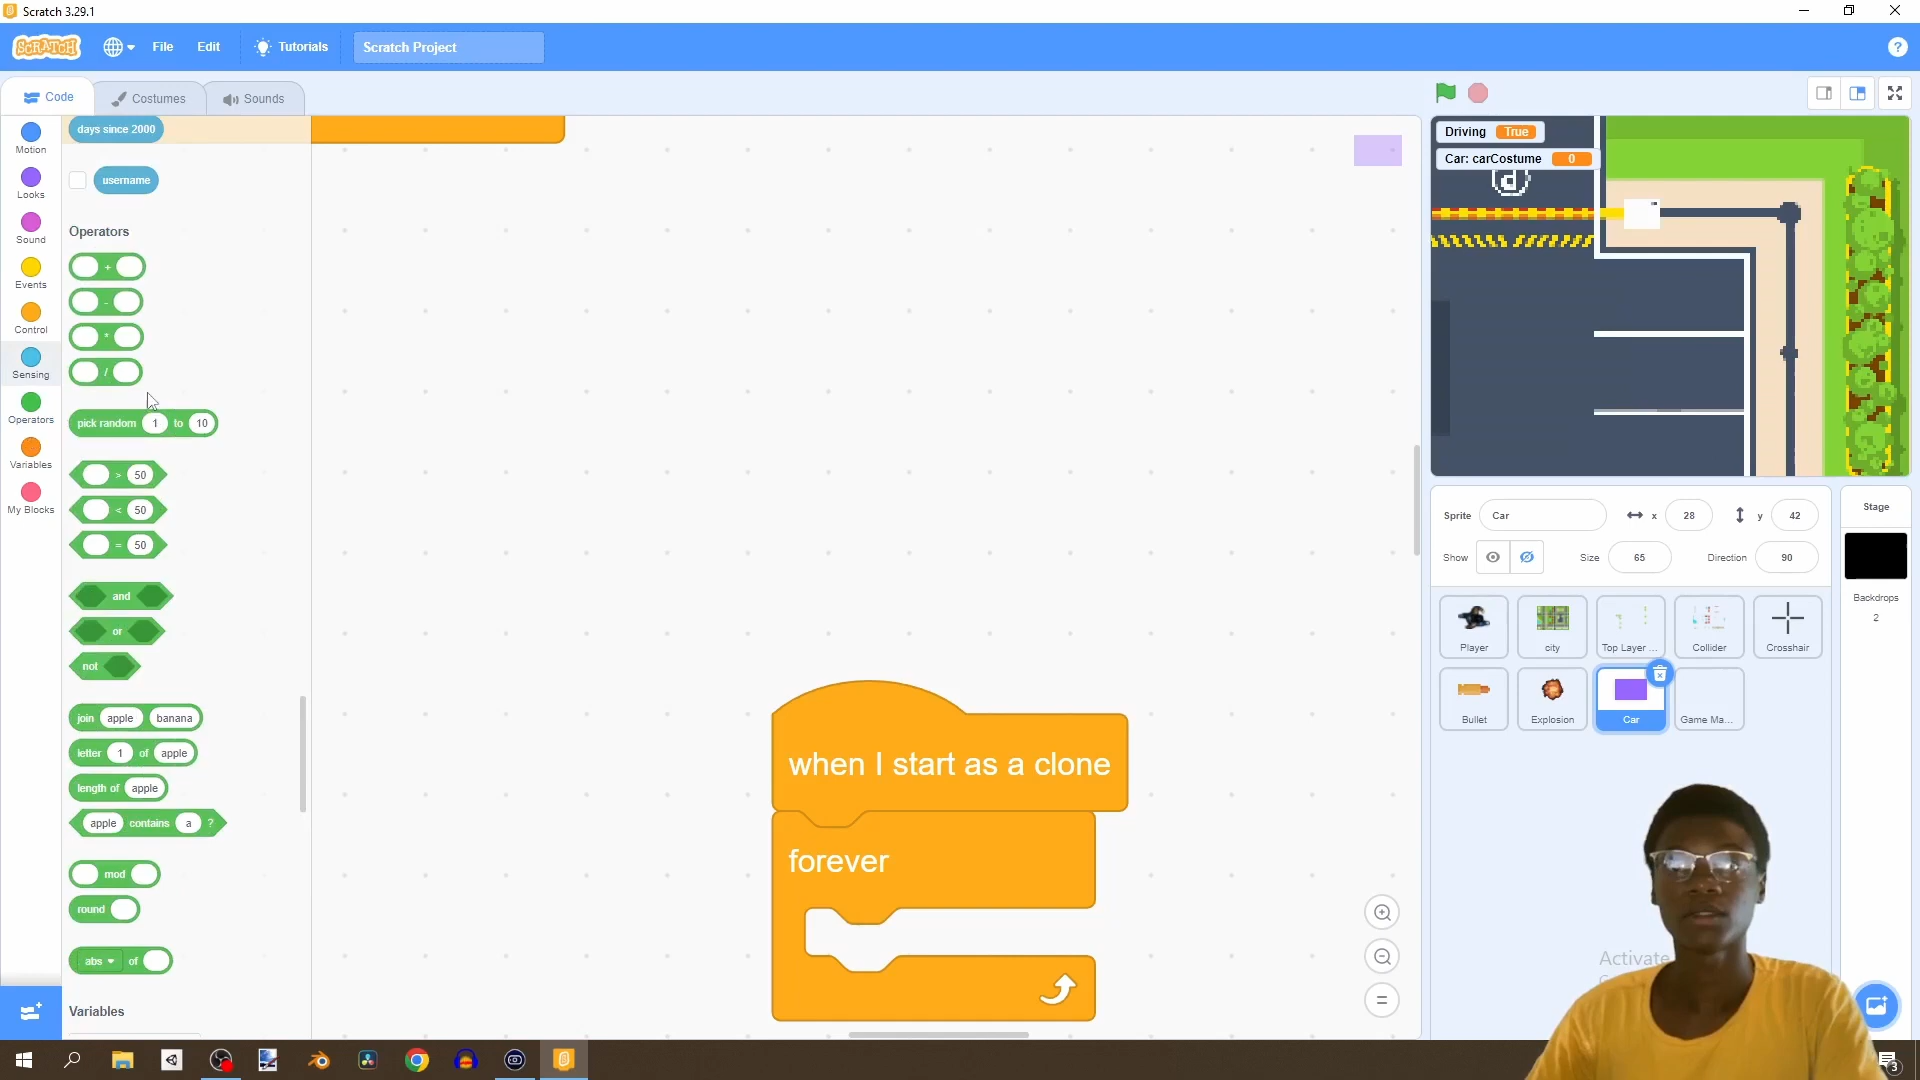 Scratch 3.29.1
SCRATCH
File
Edit
Tutorials
Scratch Project
?
Code
Costumes
Sounds
Motion
Looks
Sound
Events
Control
Sensing
Operators
Variables
My Blocks
days since 2000
username
Operators
+
-
*
/
pick random 1 to 10
> 50
< 50
= 50
and
or
not
join apple banana
letter 1 of apple
length of apple
apple contains a ?
mod
round
abs of
Variables
when I start as a clone
forever
Driving True
Car: carCostume 0
d
Sprite Car x 28 y 42
Show Size 65 Direction 90
Player
city
Top Layer ...
Collider
Crosshair
Bullet
Explosion
Car
Game Ma...
Stage
Backdrops
2
Activate
3